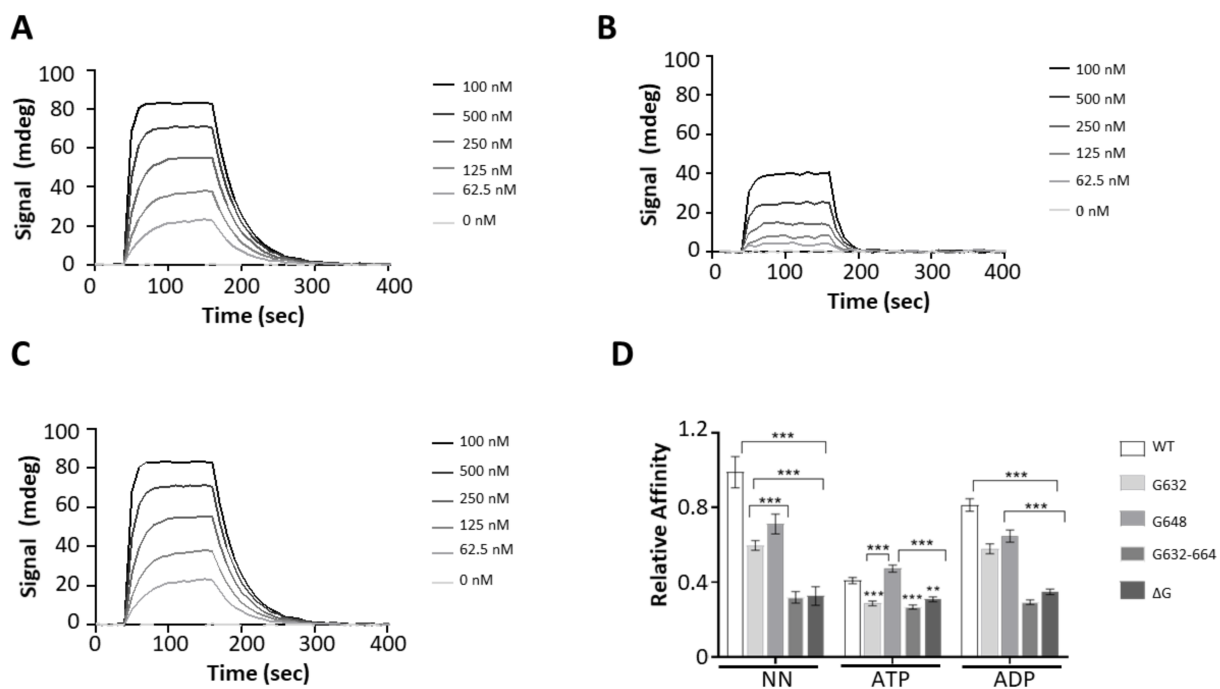 A
100
80
60
40
20
0
Signal (mdeg)
0 100 200 300 400
Time (sec)
100 nM
500 nM
250 nM
125 nM
62.5 nM
0 nM
B
100
80
60
40
20
0
Signal (mdeg)
0 100 200 300 400
Time (sec)
100 nM
500 nM
250 nM
125 nM
62.5 nM
0 nM
C
100
80
60
40
20
0
Signal (mdeg)
0 100 200 300 400
Time (sec)
100 nM
500 nM
250 nM
125 nM
62.5 nM
0 nM
D
1.2
0.8
0.4
0
Relative Affinity
***
***
***
***
***
***
***
**
***
***
NN ATP ADP
WT
G632
G648
G632-664
ΔG